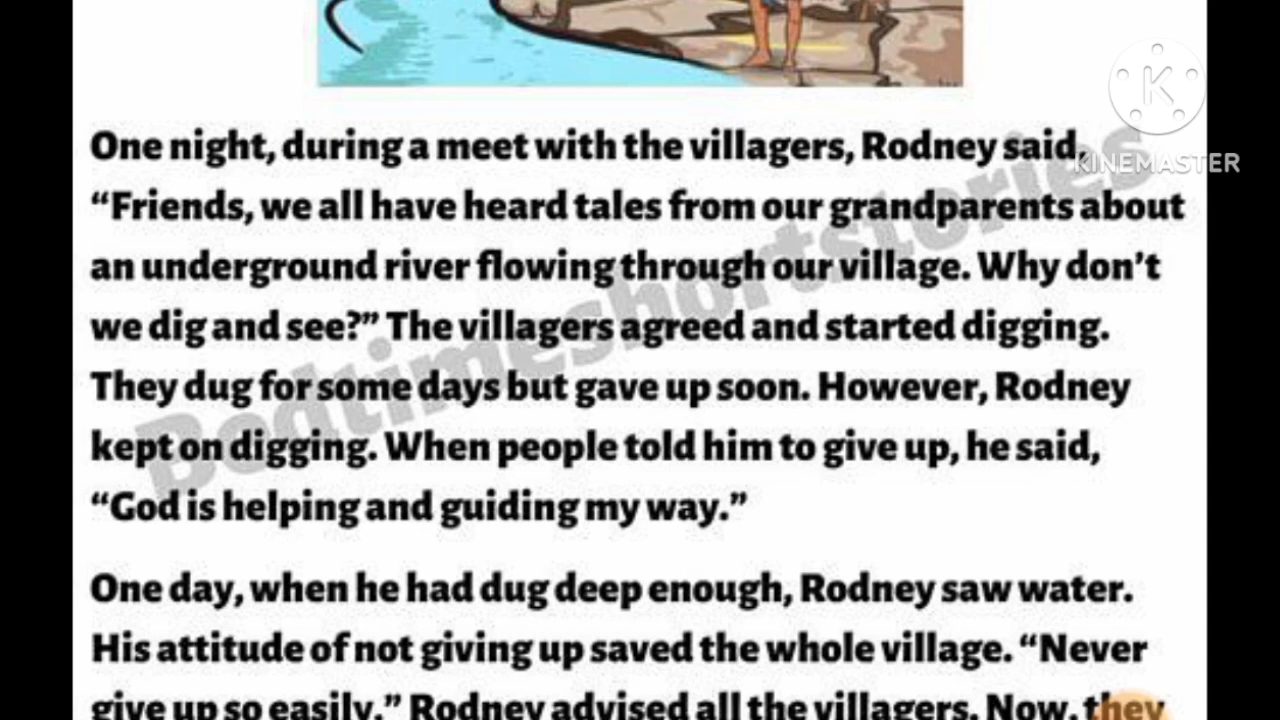 One night, during a meet with the villagers, Rodney said,
“Friends, we all have heard tales from our grandparents about
an underground river flowing through our village. Why don’t
we dig and see?” The villagers agreed and started digging.
They dug for some days but gave up soon. However, Rodney
kept on digging. When people told him to give up, he said,
“God is helping and guiding my way.”
One day, when he had dug deep enough, Rodney saw water.
His attitude of not giving up saved the whole village. “Never
give up so easily.” Rodney advised all the villagers. Now, they
Bedtimeshortstories
K
KINEMASTER